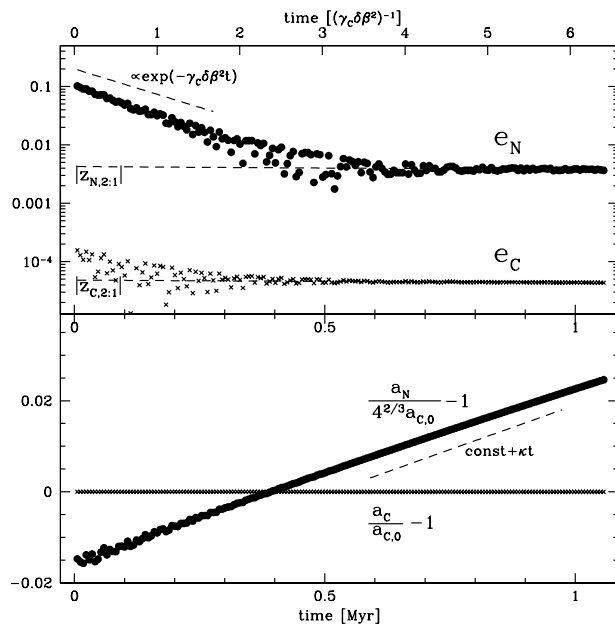 time [(γ_C δβ²)⁻¹]
0 1 2 3 4 5 6
0.1
0.01
0.001
10⁻⁴
∝exp(−γ_C δβ²t)
e_N
|Z_N,2:1|
e_C
|Z_C,2:1|
0 0.5 1
0.02
0
−0.02
a_N / 4^{2/3} a_C,0 −1
const+κt
a_C / a_C,0 −1
0 0.5 1
time [Myr]